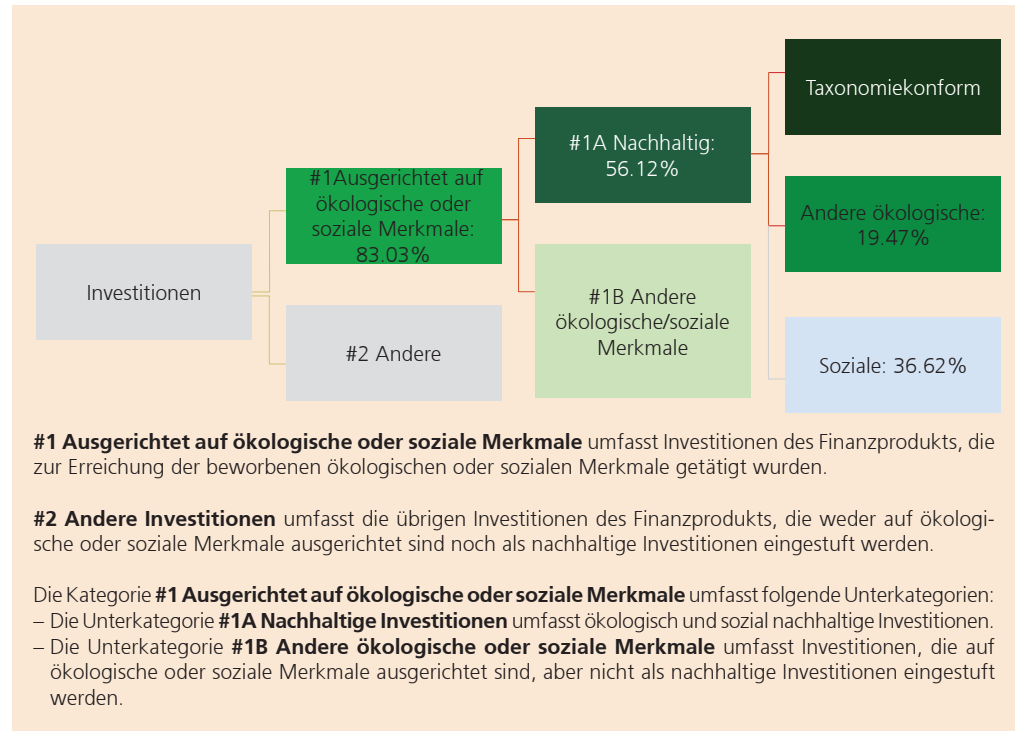 Taxonomiekonform
#1A Nachhaltig:
56.12%
#1Ausgerichtet auf
ökologische oder
soziale Merkmale:
83.03%
Andere ökologische:
19.47%
Investitionen
#1B Andere
ökologische/soziale
Merkmale
#2 Andere
Soziale: 36.62%
#1 Ausgerichtet auf ökologische oder soziale Merkmale umfasst Investitionen des Finanzprodukts, die
zur Erreichung der beworbenen ökologischen oder sozialen Merkmale getätigt wurden.
#2 Andere Investitionen umfasst die übrigen Investitionen des Finanzprodukts, die weder auf ökologi-
sche oder soziale Merkmale ausgerichtet sind noch als nachhaltige Investitionen eingestuft werden.
Die Kategorie #1 Ausgerichtet auf ökologische oder soziale Merkmale umfasst folgende Unterkategorien:
– Die Unterkategorie #1A Nachhaltige Investitionen umfasst ökologisch und sozial nachhaltige Investitionen.
– Die Unterkategorie #1B Andere ökologische oder soziale Merkmale umfasst Investitionen, die auf
ökologische oder soziale Merkmale ausgerichtet sind, aber nicht als nachhaltige Investitionen eingestuft
werden.